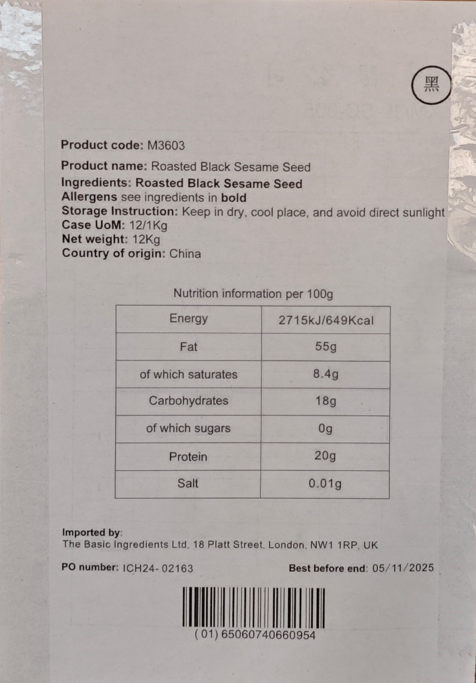 黑
Product code: M3603
Product name: Roasted Black Sesame Seed
Ingredients: Roasted Black Sesame Seed
Allergens see ingredients in bold
Storage Instruction: Keep in dry, cool place, and avoid direct sunlight
Case UoM: 12/1Kg
Net weight: 12Kg
Country of origin: China
Nutrition information per 100g
Energy 2715kJ/649Kcal
Fat 55g
of which saturates 8.4g
Carbohydrates 18g
of which sugars 0g
Protein 20g
Salt 0.01g
Imported by:
The Basic Ingredients Ltd, 18 Platt Street, London, NW1 1RP, UK
PO number: ICH24- 02163 Best before end: 05/11/2025
(01) 65060740660954